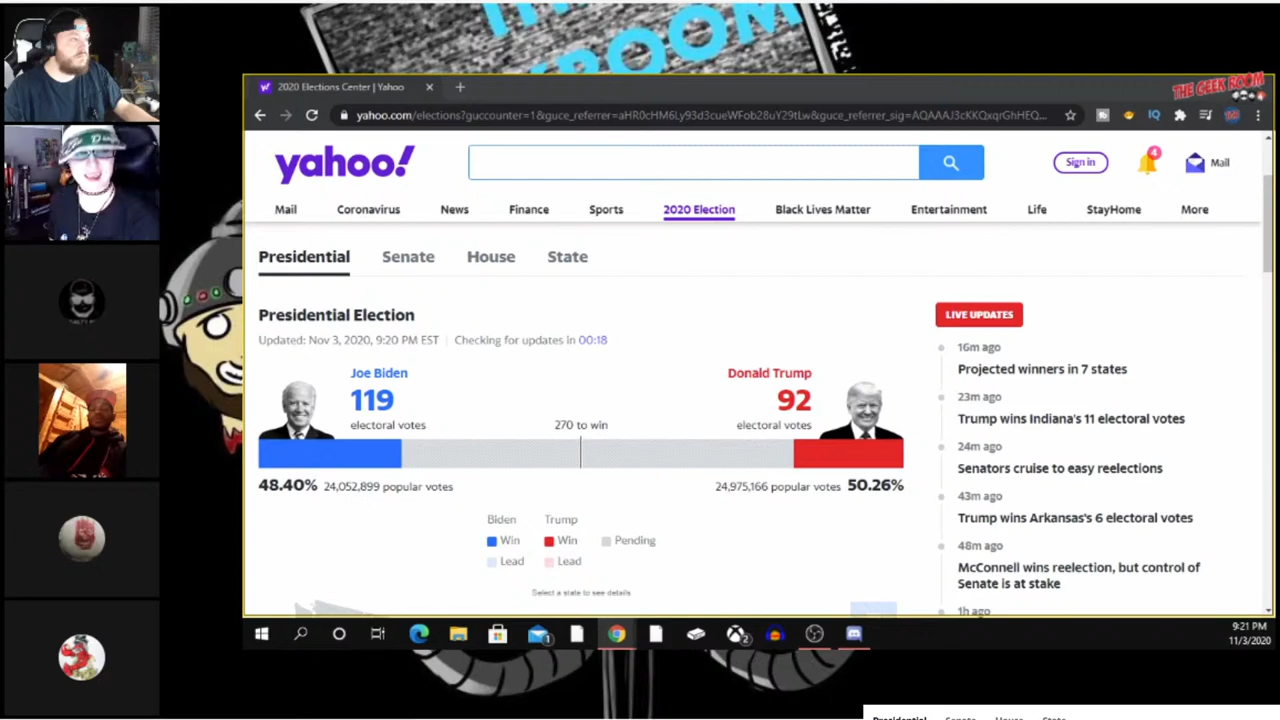 THE GEEK ROOM
2020 Elections Center | Yahoo
yahoo.com/elections?guccounter=1&guce_referrer=aHR0cHM6Ly93d3cueWFob28uY29tLw&guce_referrer_sig=AQAAAJ3cKKQxqrGhHEQ...
yahoo!
Sign in
4
Mail
Mail Coronavirus News Finance Sports 2020 Election Black Lives Matter Entertainment Life StayHome More
Presidential Senate House State
Presidential Election
Updated: Nov 3, 2020, 9:20 PM EST Checking for updates in 00:18
Joe Biden
119
electoral votes
270 to win
Donald Trump
92
electoral votes
48.40% 24,052,899 popular votes
24,975,166 popular votes 50.26%
Biden Trump
Win Win Pending
Lead Lead
Select a state to see details
LIVE UPDATES
16m ago
Projected winners in 7 states
23m ago
Trump wins Indiana's 11 electoral votes
24m ago
Senators cruise to easy reelections
43m ago
Trump wins Arkansas's 6 electoral votes
48m ago
McConnell wins reelection, but control of
Senate is at stake
1h ago
9:21 PM
11/3/2020
Presidential Senate House State